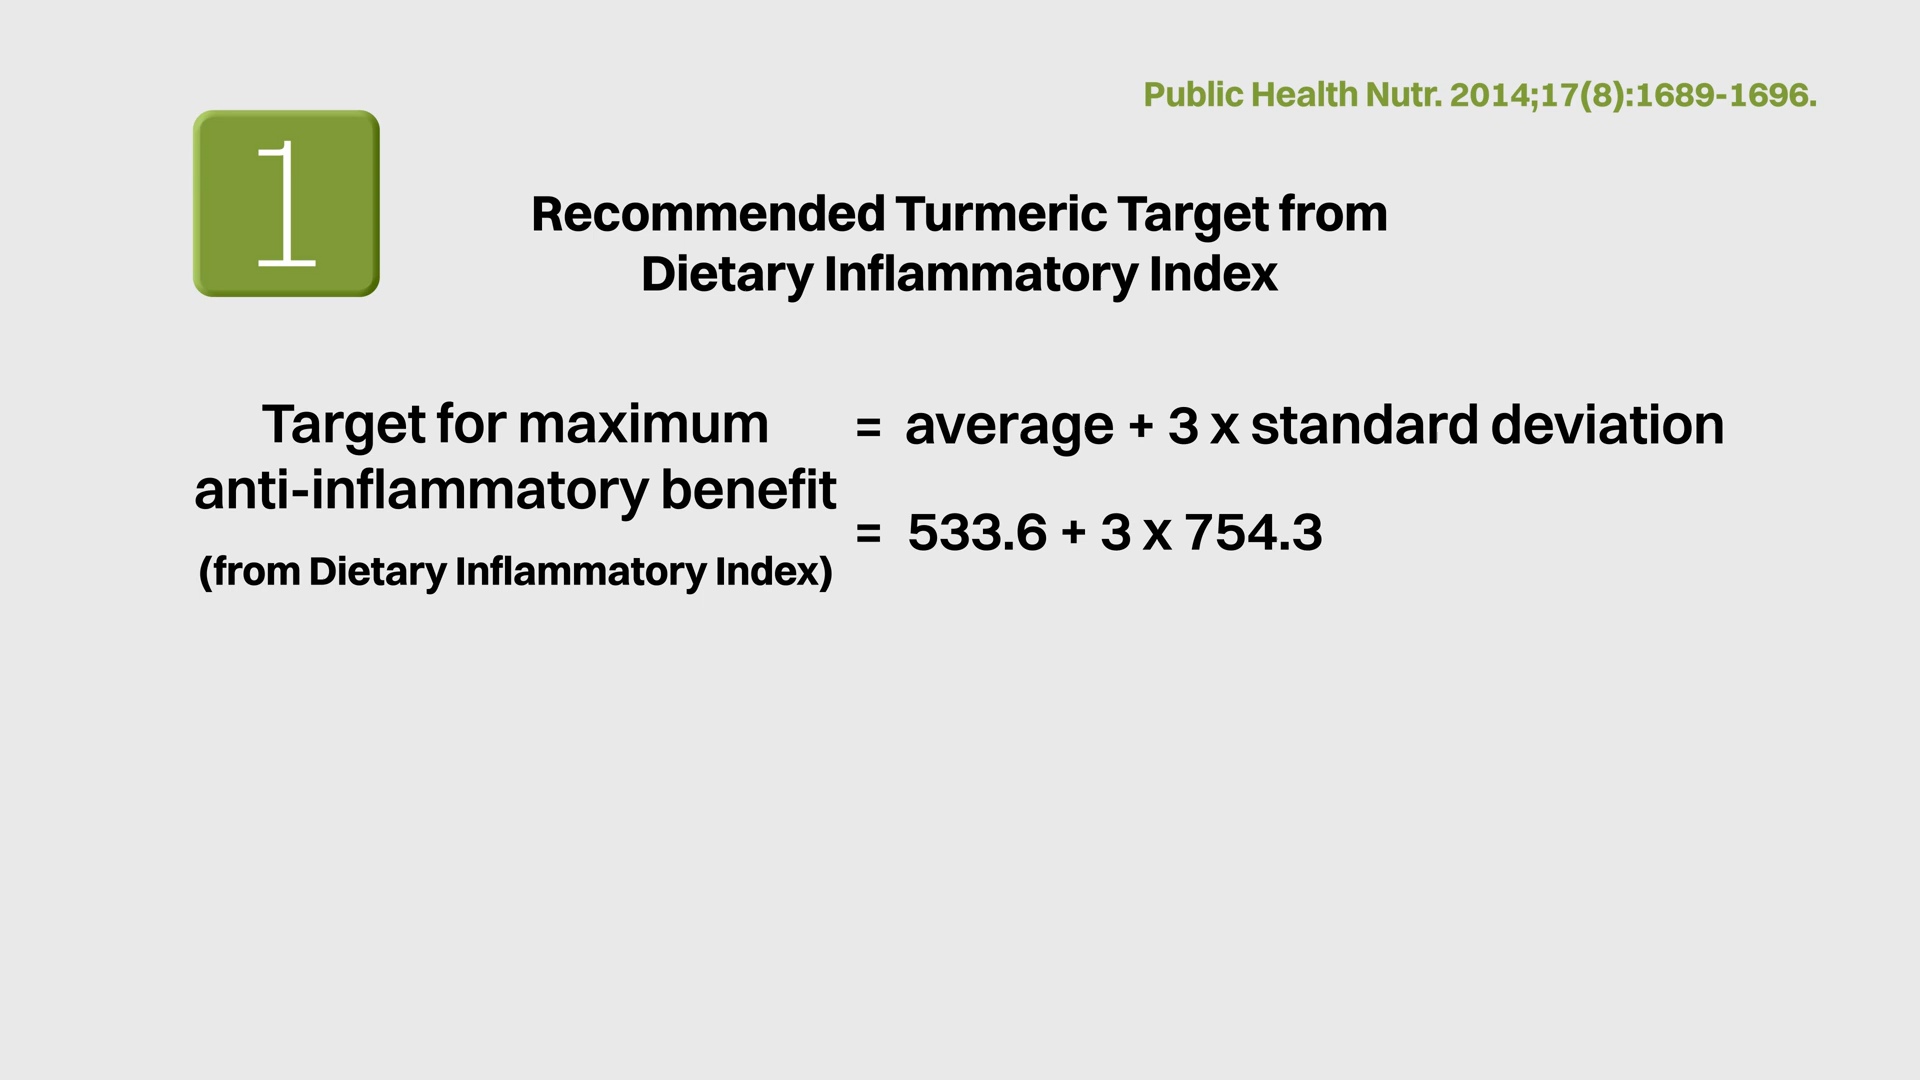 Public Health Nutr. 2014;17(8):1689-1696.
1
Recommended Turmeric Target from
Dietary Inflammatory Index
Target for maximum
anti-inflammatory benefit
(from Dietary Inflammatory Index)
= average + 3 x standard deviation
= 533.6 + 3 x 754.3